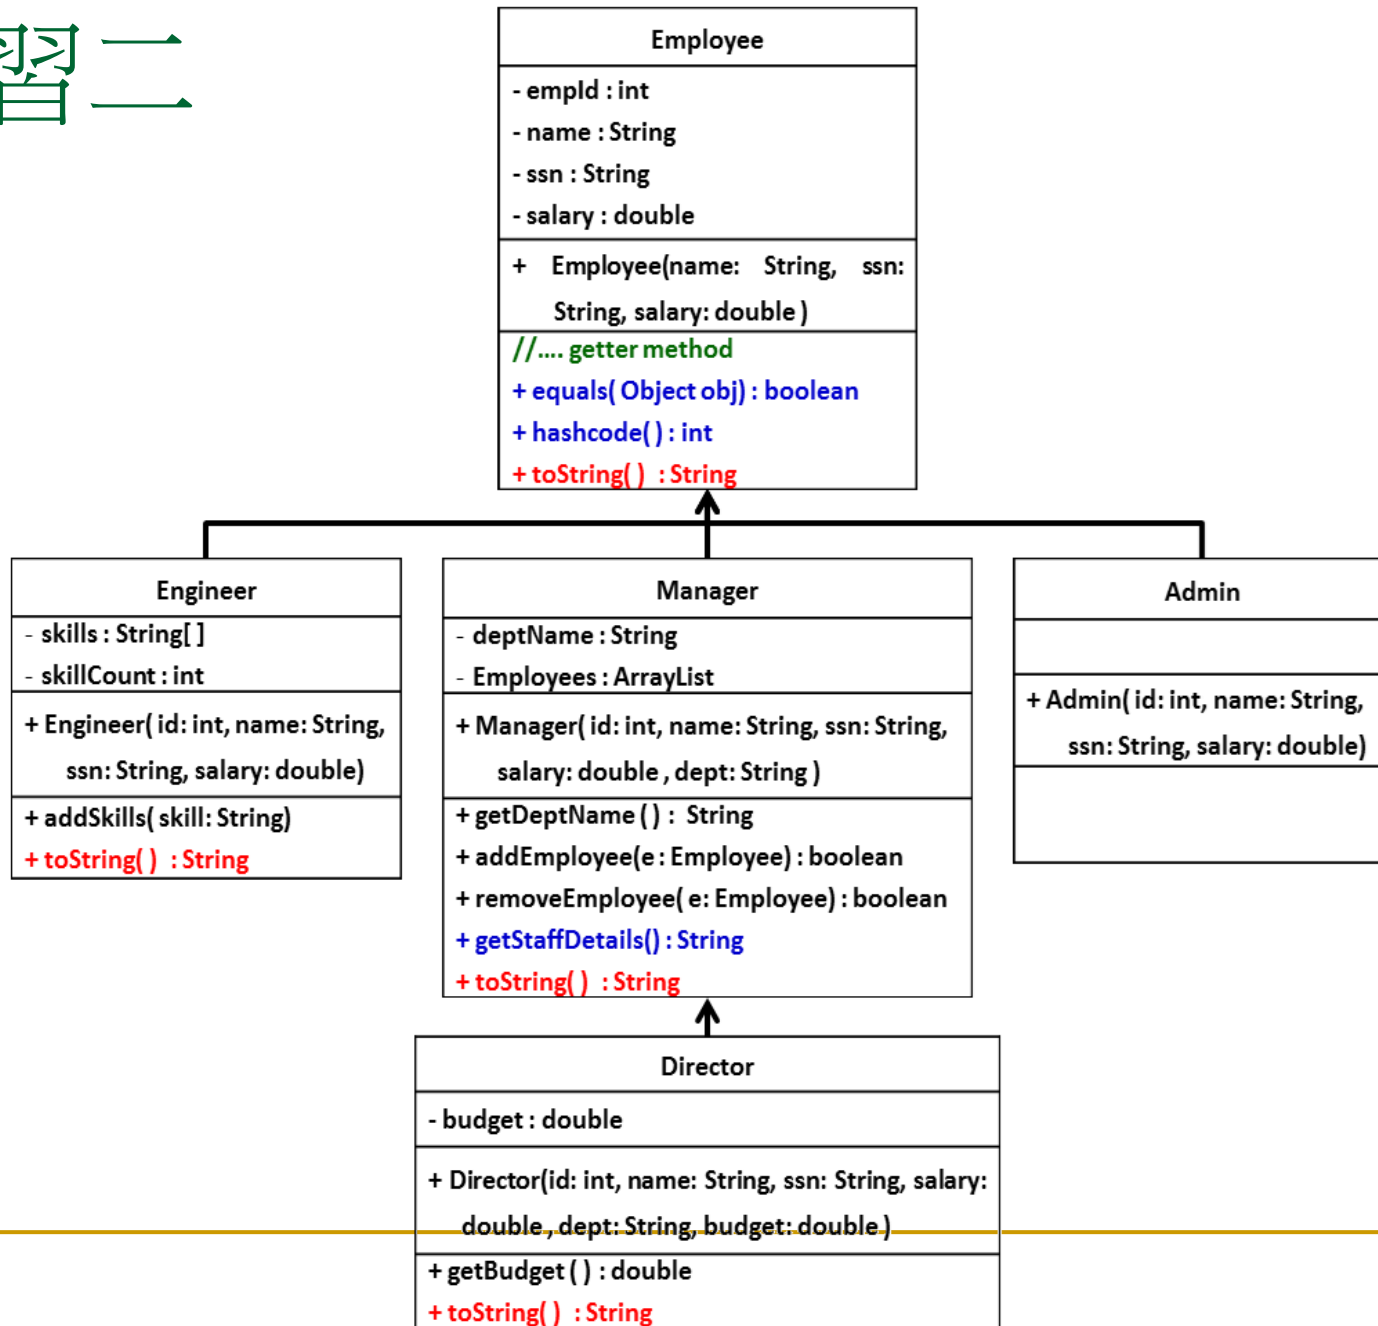 習二
Employee
- empId : int
- name : String
- ssn : String
- salary : double
+ Employee(name: String, ssn:
String, salary: double )
//.... getter method
+ equals( Object obj) : boolean
+ hashcode( ) : int
+ toString( ) : String
Engineer
- skills : String[ ]
- skillCount : int
+ Engineer( id: int, name: String,
ssn: String, salary: double)
+ addSkills( skill: String)
+ toString( ) : String
Manager
- deptName : String
- Employees : ArrayList
+ Manager( id: int, name: String, ssn: String,
salary: double , dept: String )
+ getDeptName ( ) : String
+ addEmployee(e : Employee) : boolean
+ removeEmployee( e: Employee) : boolean
+ getStaffDetails() : String
+ toString( ) : String
Admin
+ Admin( id: int, name: String,
ssn: String, salary: double)
Director
- budget : double
+ Director(id: int, name: String, ssn: String, salary:
double , dept: String, budget: double )
+ getBudget ( ) : double
+ toString( ) : String